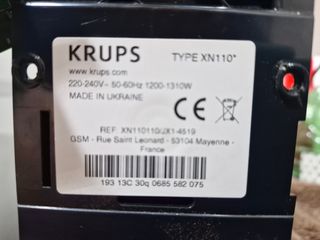 KRUPS TYPE XN110*
www.krups.com
220-240V~ 50-60Hz 1200-1310W
MADE IN UKRAINE
REF. XN110110/JX1-4519
GSM - Rue Saint Leonard - 53104 Mayenne - France
193 13C 30q 0685 582 075